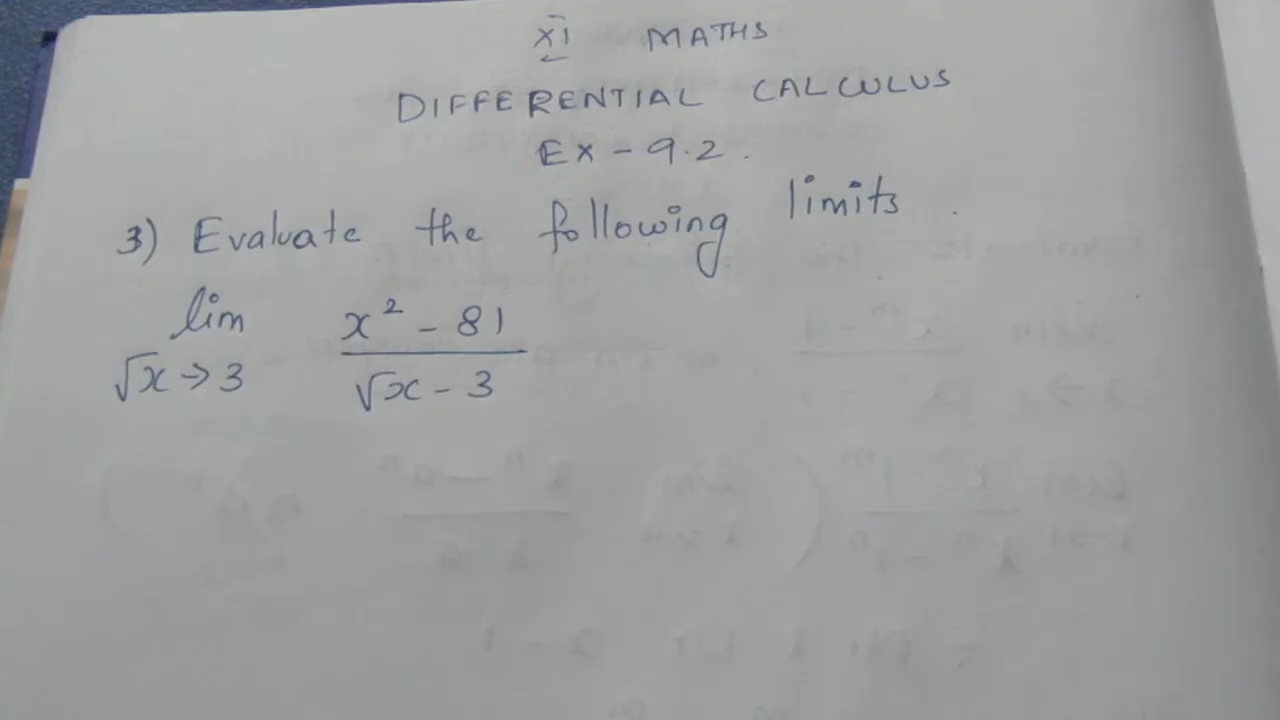 XI MATHS
DIFFERENTIAL CALCULUS
EX - 9.2.
3) Evaluate the following limits.
lim x² - 81
√x → 3 √x - 3